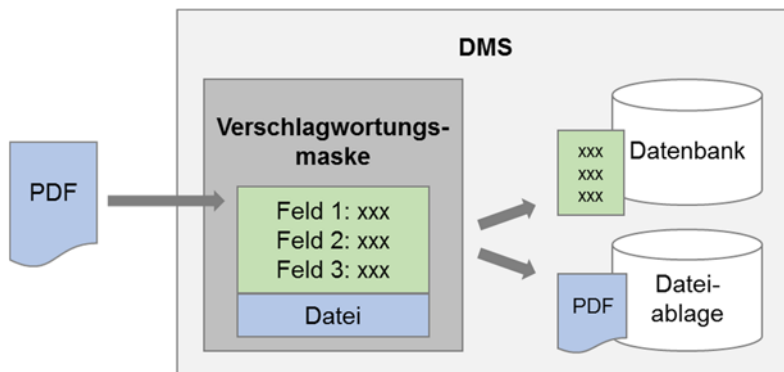 DMS
PDF
Verschlagwortungs-
maske
Feld 1: xxx
Feld 2: xxx
Feld 3: xxx
Datei
xxx
xxx
xxx
Datenbank
PDF
Datei-
ablage